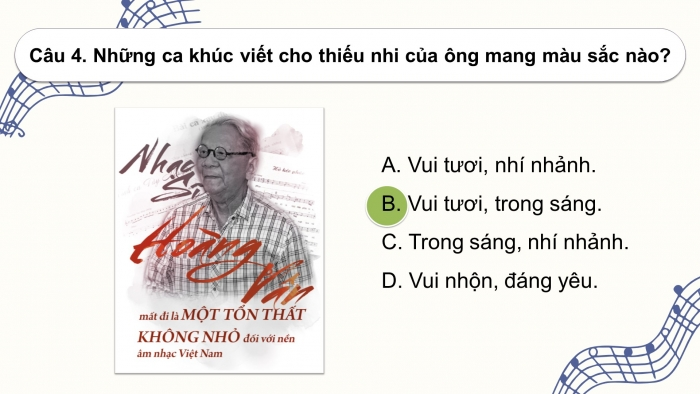 Câu 4. Những ca khúc viết cho thiếu nhi của ông mang màu sắc nào?
Nhạc
Sĩ
Hoàng
Vân
mất đi là MỘT TỔN THẤT
KHÔNG NHỎ đối với nền
âm nhạc Việt Nam
A. Vui tươi, nhí nhảnh.
B. Vui tươi, trong sáng.
C. Trong sáng, nhí nhảnh.
D. Vui nhộn, đáng yêu.